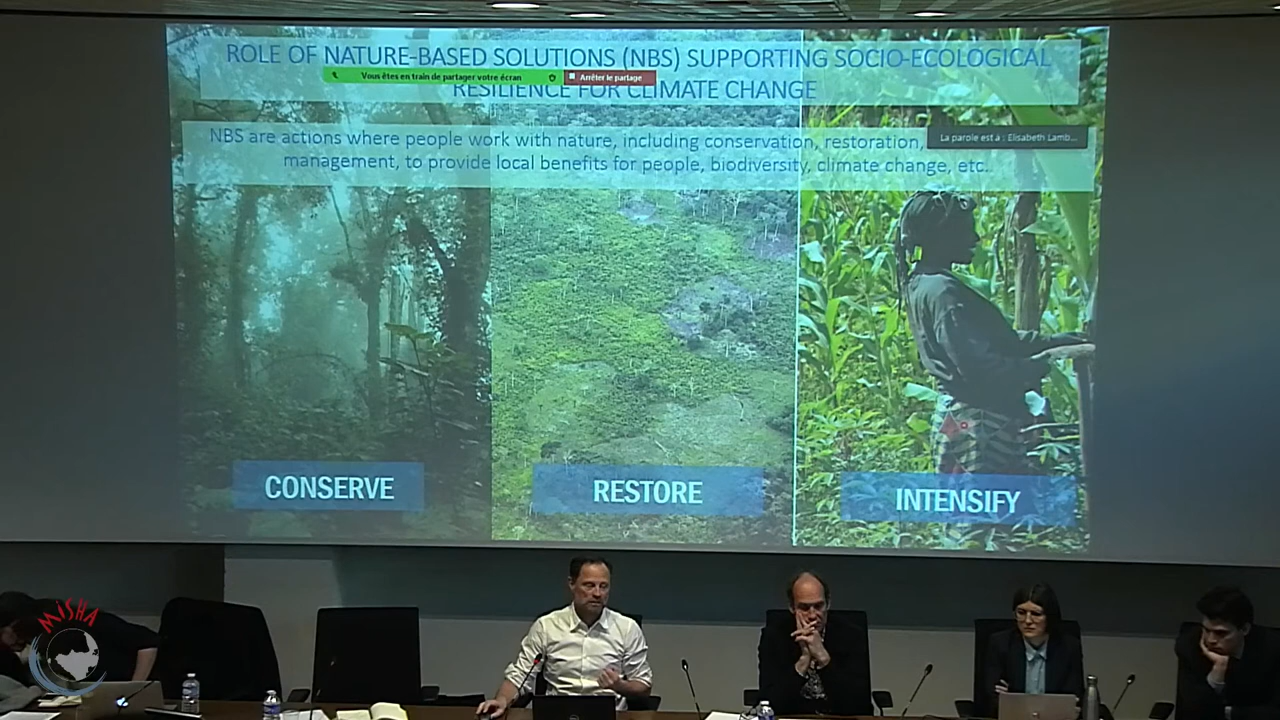 ROLE OF NATURE-BASED SOLUTIONS (NBS) SUPPORTING SOCIO-ECOLOGICAL
Vous êtes en train de partager votre écran
Arrêter le partage
RESILIENCE FOR CLIMATE CHANGE
NBS are actions where people work with nature, including conservation, restoration,
La parole est à : Elisabeth Lamb...
management, to provide local benefits for people, biodiversity, climate change, etc..
CONSERVE
RESTORE
INTENSIFY
MISHA